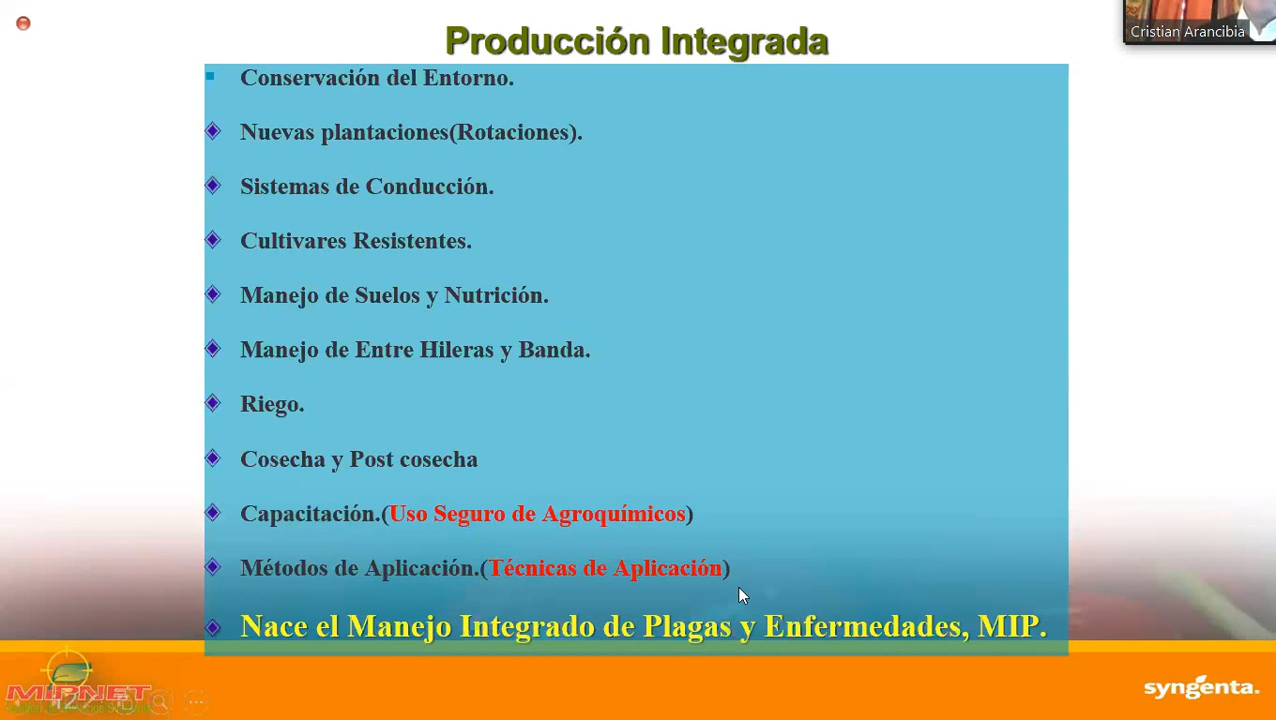 Producción Integrada
Cristian Arancibia
Conservación del Entorno.
Nuevas plantaciones(Rotaciones).
Sistemas de Conducción.
Cultivares Resistentes.
Manejo de Suelos y Nutrición.
Manejo de Entre Hileras y Banda.
Riego.
Cosecha y Post cosecha
Capacitación.(Uso Seguro de Agroquímicos)
Métodos de Aplicación.(Técnicas de Aplicación)
Nace el Manejo Integrado de Plagas y Enfermedades, MIP.
MIPNET
syngenta.